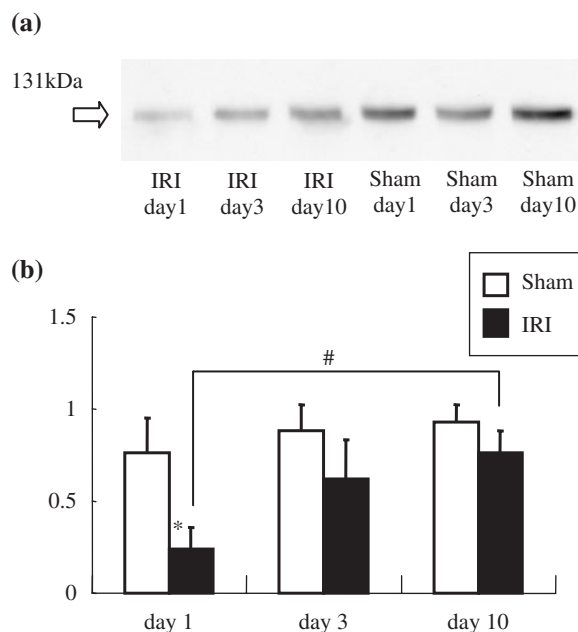 (a)
131kDa
IRI IRI IRI Sham Sham Sham
day1 day3 day10 day1 day3 day10
(b)
Sham
IRI
1.5
#
1
0.5
*
0
day 1 day 3 day 10